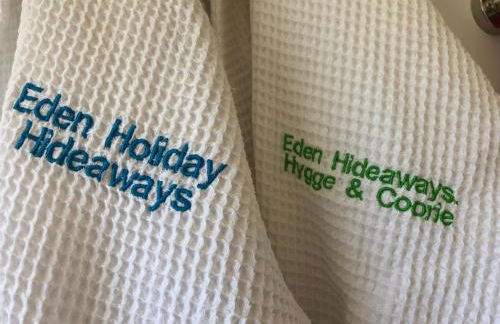 Eden Holiday
Hideaways
Eden Hideaways.
Hygge & Coorie